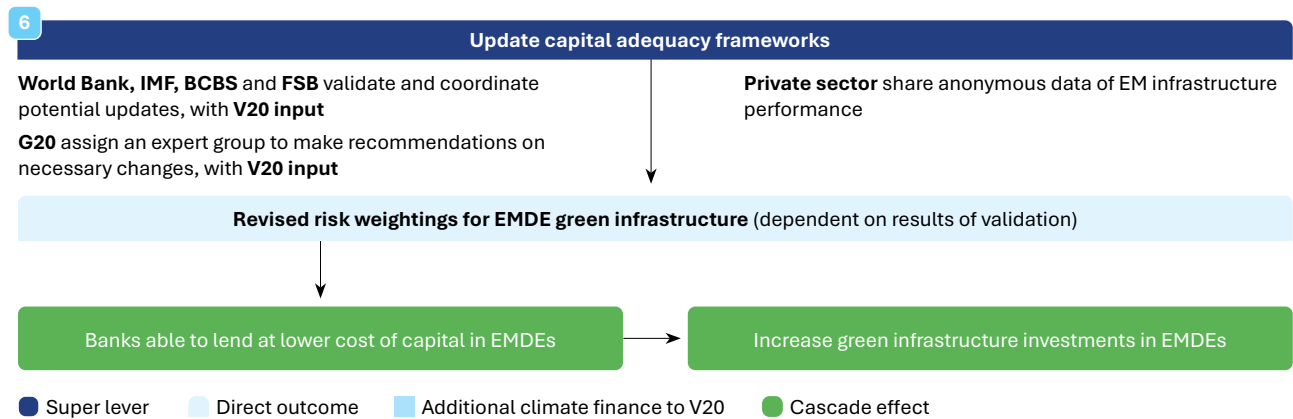 6
Update capital adequacy frameworks
World Bank, IMF, BCBS and FSB validate and coordinate
potential updates, with V20 input
G20 assign an expert group to make recommendations on
necessary changes, with V20 input
Private sector share anonymous data of EM infrastructure
performance
Revised risk weightings for EMDE green infrastructure (dependent on results of validation)
Banks able to lend at lower cost of capital in EMDEs
Increase green infrastructure investments in EMDEs
Super lever
Direct outcome
Additional climate finance to V20
Cascade effect